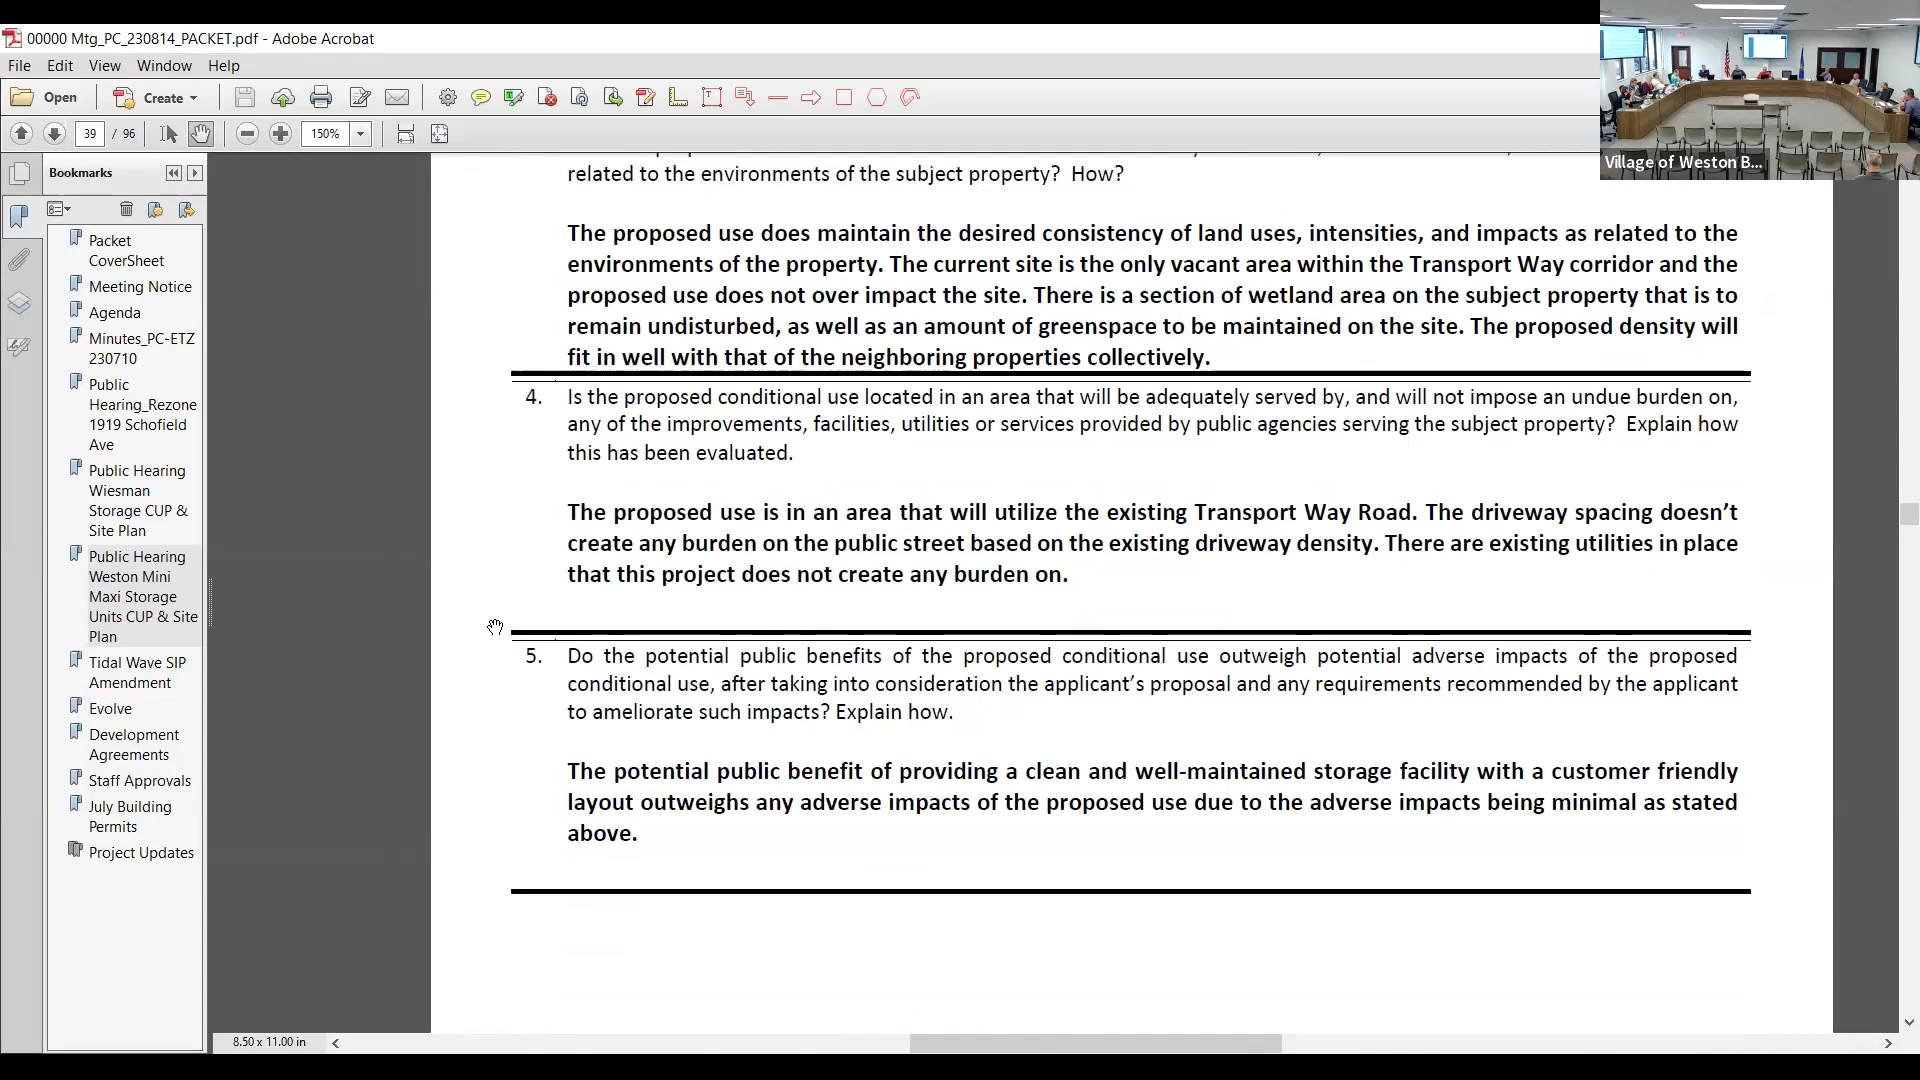 00000 Mtg_PC_230814_PACKET.pdf - Adobe Acrobat
File Edit View Window Help
Open Create
39 / 96 150%
Village of Weston B...
Bookmarks
Packet
CoverSheet
Meeting Notice
Agenda
Minutes_PC-ETZ
230710
Public
Hearing_Rezone
1919 Schofield
Ave
Public Hearing
Wiesman
Storage CUP &
Site Plan
Public Hearing
Weston Mini
Maxi Storage
Units CUP & Site
Plan
Tidal Wave SIP
Amendment
Evolve
Development
Agreements
Staff Approvals
July Building
Permits
Project Updates
related to the environments of the subject property? How?
The proposed use does maintain the desired consistency of land uses, intensities, and impacts as related to the
environments of the property. The current site is the only vacant area within the Transport Way corridor and the
proposed use does not over impact the site. There is a section of wetland area on the subject property that is to
remain undisturbed, as well as an amount of greenspace to be maintained on the site. The proposed density will
fit in well with that of the neighboring properties collectively.
4. Is the proposed conditional use located in an area that will be adequately served by, and will not impose an undue burden on,
any of the improvements, facilities, utilities or services provided by public agencies serving the subject property? Explain how
this has been evaluated.
The proposed use is in an area that will utilize the existing Transport Way Road. The driveway spacing doesn’t
create any burden on the public street based on the existing driveway density. There are existing utilities in place
that this project does not create any burden on.
5. Do the potential public benefits of the proposed conditional use outweigh potential adverse impacts of the proposed
conditional use, after taking into consideration the applicant’s proposal and any requirements recommended by the applicant
to ameliorate such impacts? Explain how.
The potential public benefit of providing a clean and well-maintained storage facility with a customer friendly
layout outweighs any adverse impacts of the proposed use due to the adverse impacts being minimal as stated
above.
8.50 x 11.00 in